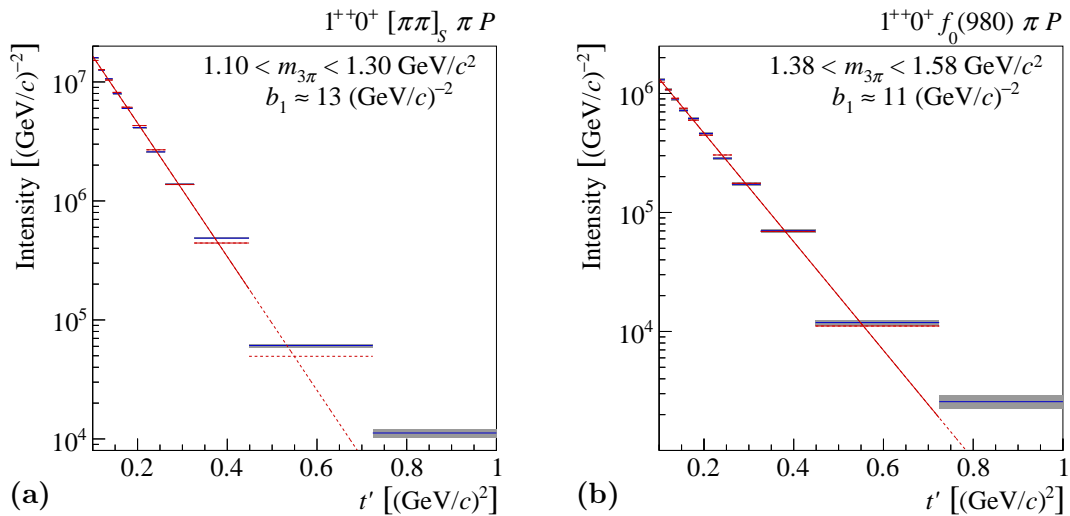 1⁺⁺0⁺ [ππ]_S π P
1.10 < m_3π < 1.30 GeV/c²
b₁ ≈ 13 (GeV/c)⁻²
Intensity [(GeV/c)⁻²]
10⁷
10⁶
10⁵
10⁴
0.2 0.4 0.6 0.8 1
t′ [(GeV/c)²]
(a)
1⁺⁺0⁺ f₀(980) π P
1.38 < m_3π < 1.58 GeV/c²
b₁ ≈ 11 (GeV/c)⁻²
Intensity [(GeV/c)⁻²]
10⁶
10⁵
10⁴
0.2 0.4 0.6 0.8 1
t′ [(GeV/c)²]
(b)